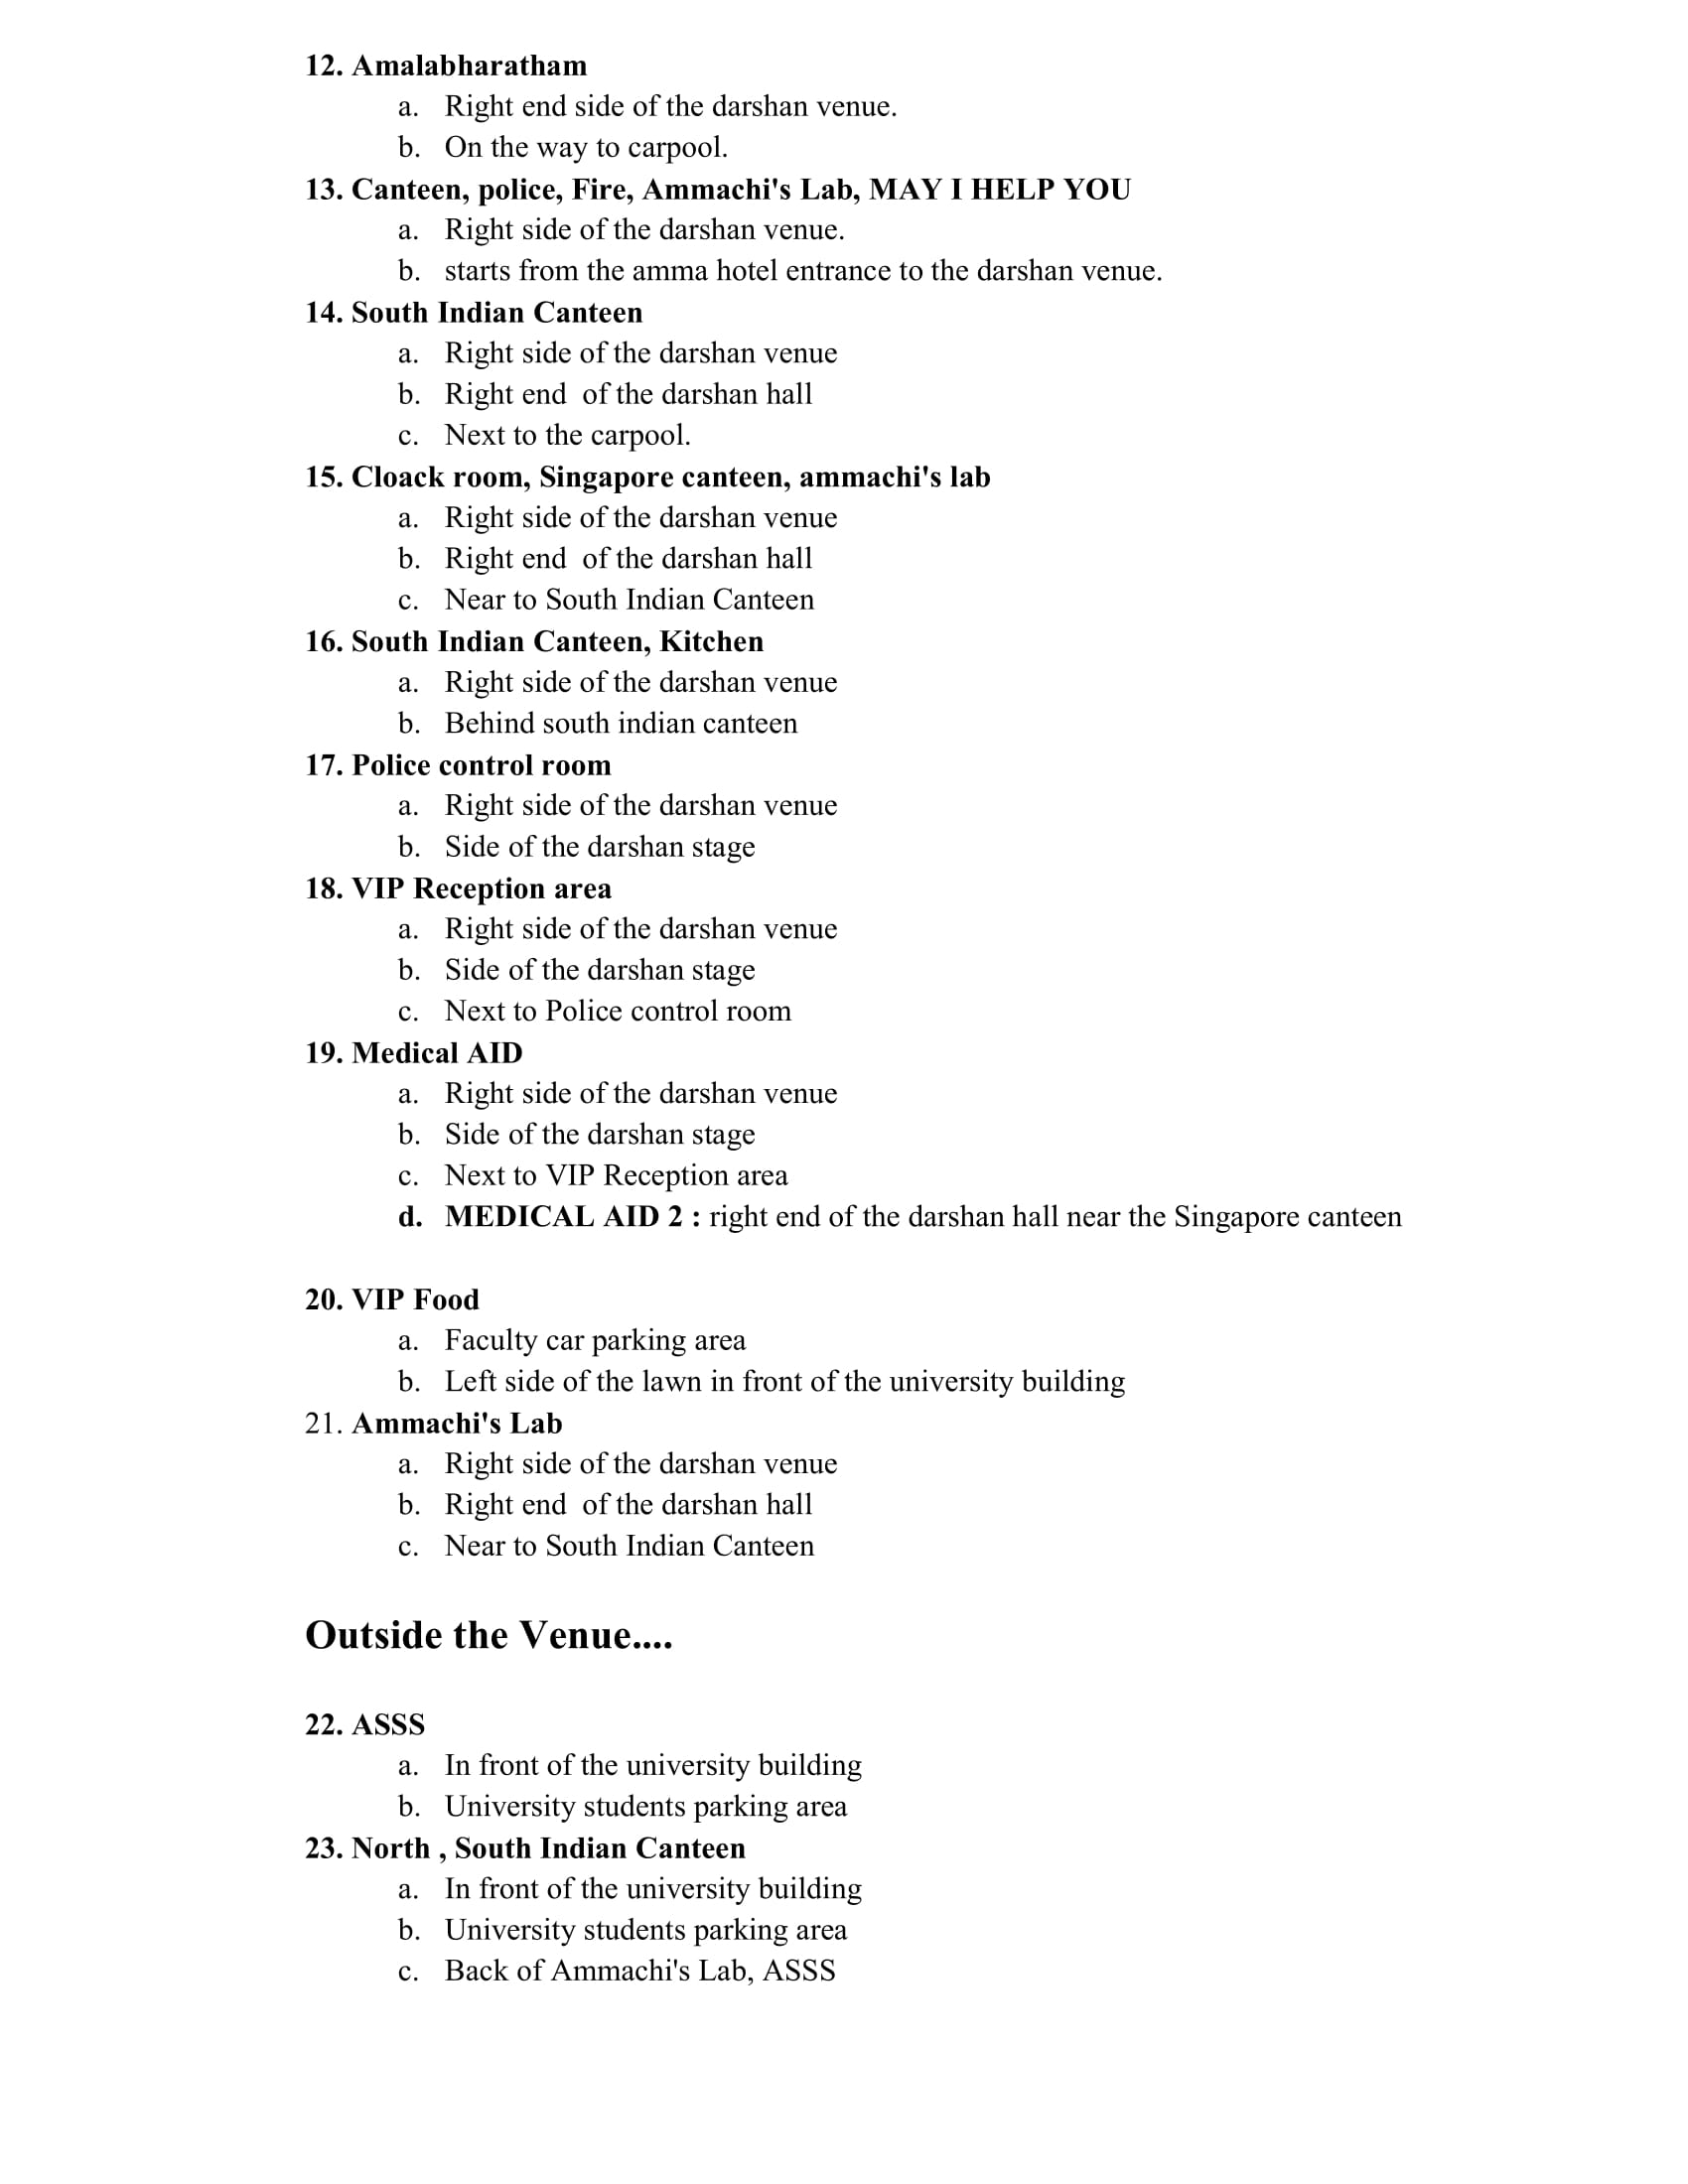 12. Amalabharatham
a. Right end side of the darshan venue.
b. On the way to carpool.
13. Canteen, police, Fire, Ammachi's Lab, MAY I HELP YOU
a. Right side of the darshan venue.
b. starts from the amma hotel entrance to the darshan venue.
14. South Indian Canteen
a. Right side of the darshan venue
b. Right end of the darshan hall
c. Next to the carpool.
15. Cloack room, Singapore canteen, ammachi's lab
a. Right side of the darshan venue
b. Right end of the darshan hall
c. Near to South Indian Canteen
16. South Indian Canteen, Kitchen
a. Right side of the darshan venue
b. Behind south indian canteen
17. Police control room
a. Right side of the darshan venue
b. Side of the darshan stage
18. VIP Reception area
a. Right side of the darshan venue
b. Side of the darshan stage
c. Next to Police control room
19. Medical AID
a. Right side of the darshan venue
b. Side of the darshan stage
c. Next to VIP Reception area
d. MEDICAL AID 2 : right end of the darshan hall near the Singapore canteen
20. VIP Food
a. Faculty car parking area
b. Left side of the lawn in front of the university building
21. Ammachi's Lab
a. Right side of the darshan venue
b. Right end of the darshan hall
c. Near to South Indian Canteen
Outside the Venue....
22. ASSS
a. In front of the university building
b. University students parking area
23. North , South Indian Canteen
a. In front of the university building
b. University students parking area
c. Back of Ammachi's Lab, ASSS